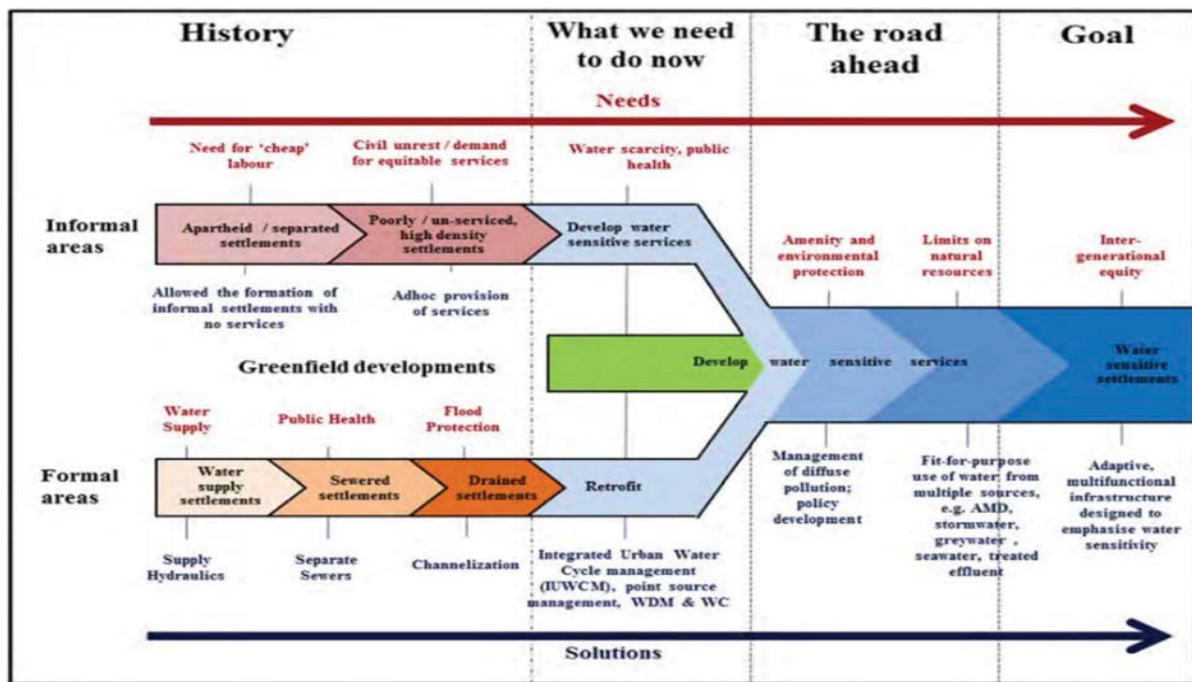 History
What we need
to do now
The road
ahead
Goal
Needs
Need for 'cheap'
labour
Civil unrest / demand
for equitable services
Water scarcity, public
health
Informal
areas
Apartheid / separated
settlements
Poorly / un-serviced,
high density
settlements
Develop water
sensitive services
Amenity and
environmental
protection
Limits on
natural
resources
Inter-
generational
equity
Allowed the formation of
informal settlements with
no services
Adhoc provision
of services
Greenfield developments
Develop water sensitive services
Water
sensitive
settlements
Water
Supply
Public Health
Flood
Protection
Formal
areas
Water
supply
settlements
Sewered
settlements
Drained
settlements
Retrofit
Management
of diffuse
pollution;
policy
development
Fit-for-purpose
use of water from
multiple sources,
e.g. AMD,
stormwater,
greywater ,
seawater, treated
effluent
Adaptive,
multifunctional
infrastructure
designed to
emphasise water
sensitivity
Supply
Hydraulics
Separate
Sewers
Channelization
Integrated Urban Water
Cycle management
(IUWCM), point source
management, WDM & WC
Solutions